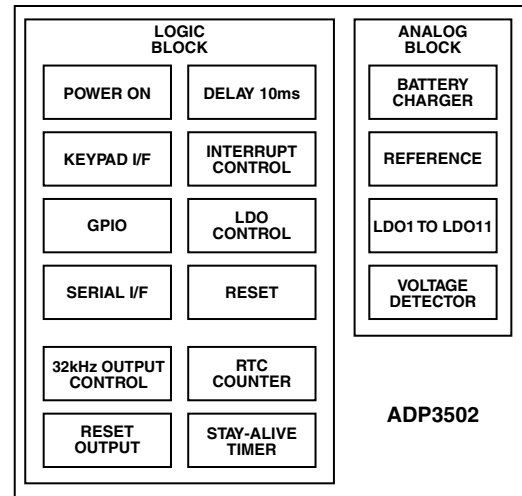 LOGIC
BLOCK
POWER ON
DELAY 10ms
KEYPAD I/F
INTERRUPT
CONTROL
GPIO
LDO
CONTROL
SERIAL I/F
RESET
32kHz OUTPUT
CONTROL
RTC
COUNTER
RESET
OUTPUT
STAY-ALIVE
TIMER
ANALOG
BLOCK
BATTERY
CHARGER
REFERENCE
LDO1 TO LDO11
VOLTAGE
DETECTOR
ADP3502